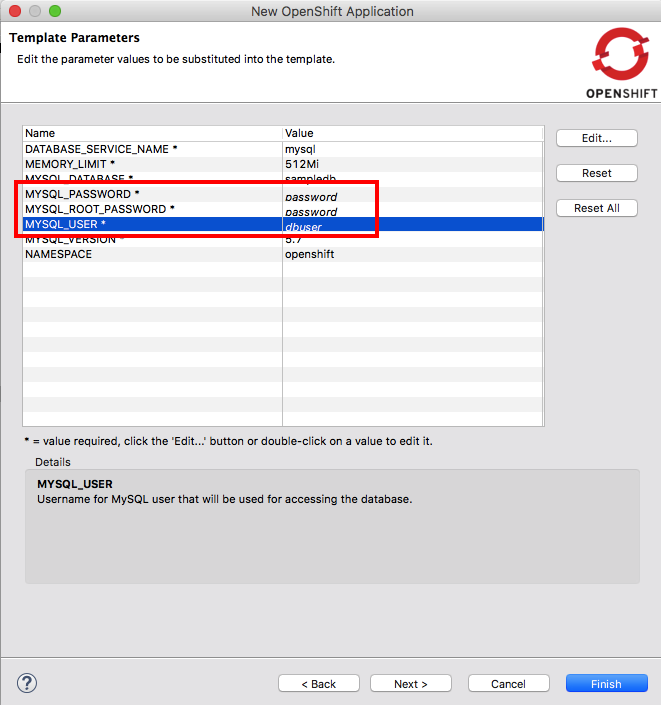 New OpenShift Application
Template Parameters
Edit the parameter values to be substituted into the template.
OPENSHIFT
Name Value
DATABASE_SERVICE_NAME * mysql
MEMORY_LIMIT * 512Mi
MYSQL_DATABASE * sampledb
MYSQL_PASSWORD * password
MYSQL_ROOT_PASSWORD * password
MYSQL_USER * dbuser
MYSQL_VERSION * 5.7
NAMESPACE openshift
Edit...
Reset
Reset All
* = value required, click the 'Edit...' button or double-click on a value to edit it.
Details
MYSQL_USER
Username for MySQL user that will be used for accessing the database.
?
< Back
Next >
Cancel
Finish